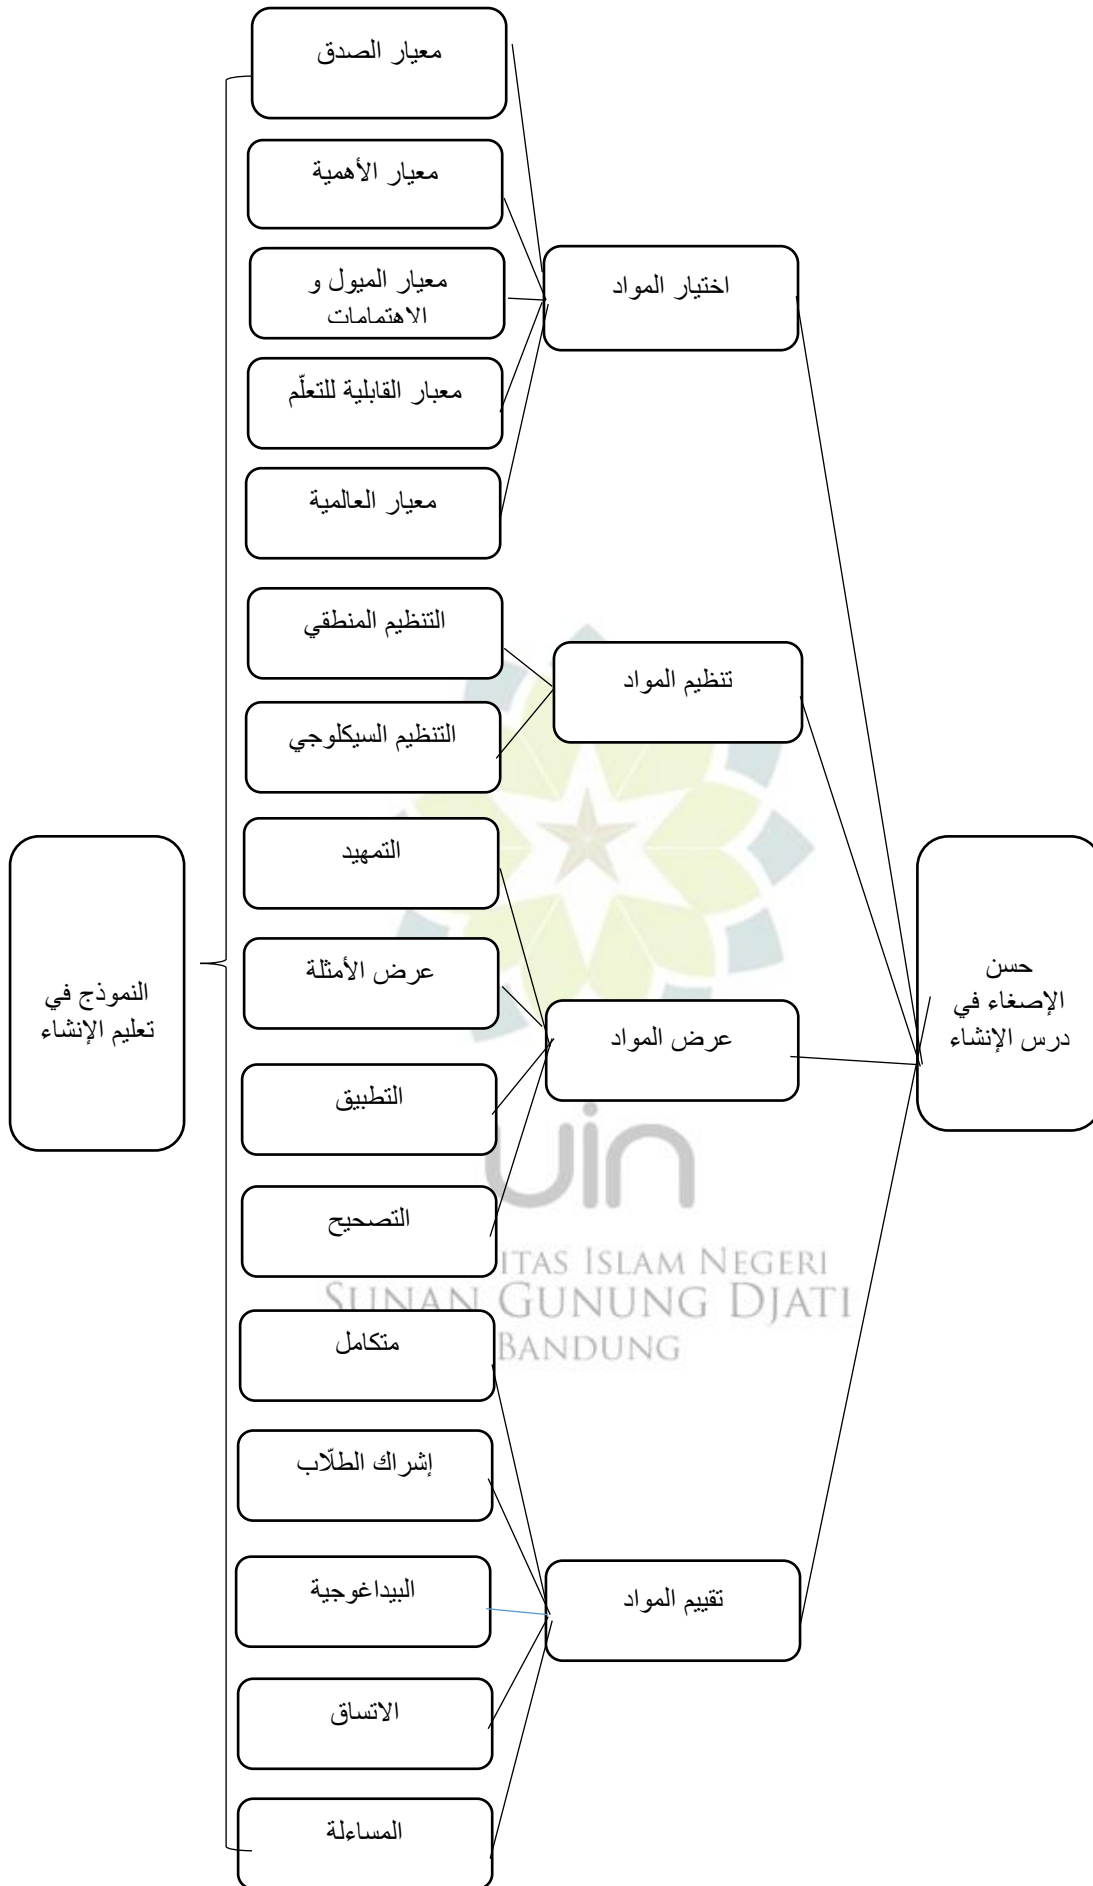 حسن
الإصغاء في
درس الإنشاء
اختيار المواد
معيار الصدق
معيار الأهمية
معيار الميول و
الاهتمامات
معبار القابلية للتعلّم
معيار العالمية
تنظيم المواد
التنظيم المنطقي
التنظيم السيكلوجي
عرض المواد
التمهيد
عرض الأمثلة
التطبيق
التصحيح
تقييم المواد
متكامل
إشراك الطلّاب
البيداغوجية
الاتساق
المساءلة
النموذج في
تعليم الإنشاء
uin
ITAS ISLAM NEGERI
SUNAN GUNUNG DJATI
BANDUNG